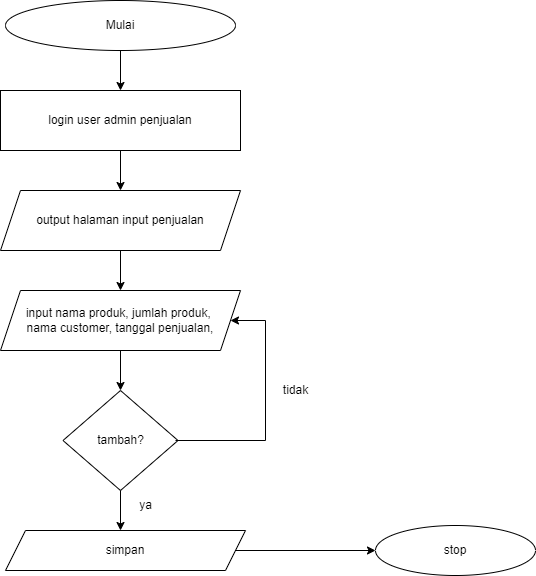 Mulai
login user admin penjualan
output halaman input penjualan
input nama produk, jumlah produk,
nama customer, tanggal penjualan,
tidak
tambah?
ya
simpan
stop